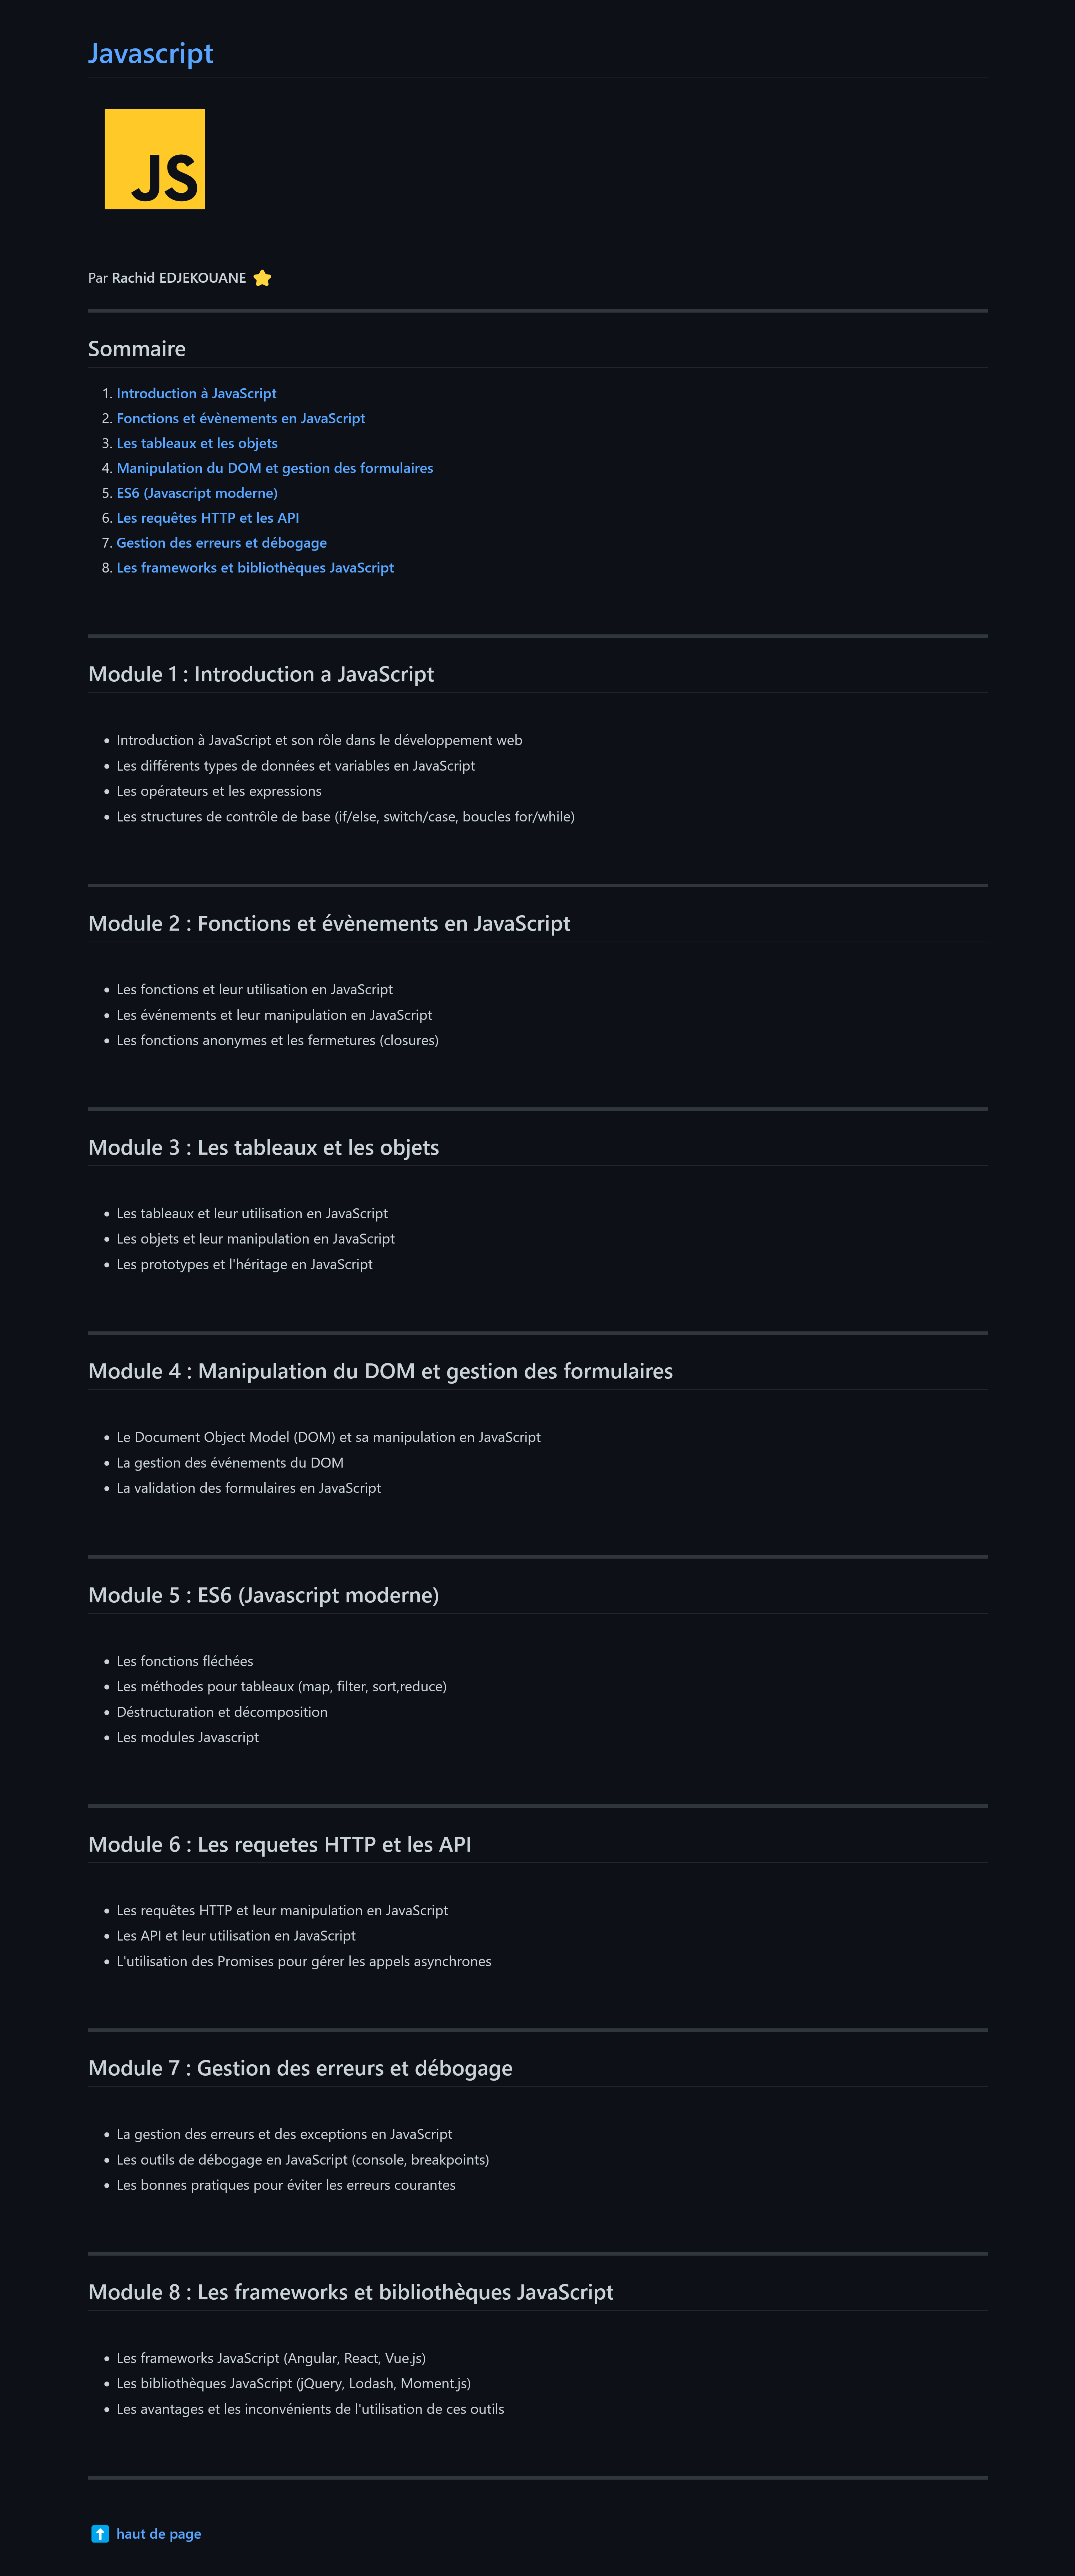 Javascript
JS
Par Rachid EDJEKOUANE
Sommaire
1. Introduction à JavaScript
2. Fonctions et évènements en JavaScript
3. Les tableaux et les objets
4. Manipulation du DOM et gestion des formulaires
5. ES6 (Javascript moderne)
6. Les requêtes HTTP et les API
7. Gestion des erreurs et débogage
8. Les frameworks et bibliothèques JavaScript
Module 1 : Introduction a JavaScript
• Introduction à JavaScript et son rôle dans le développement web
• Les différents types de données et variables en JavaScript
• Les opérateurs et les expressions
• Les structures de contrôle de base (if/else, switch/case, boucles for/while)
Module 2 : Fonctions et évènements en JavaScript
• Les fonctions et leur utilisation en JavaScript
• Les événements et leur manipulation en JavaScript
• Les fonctions anonymes et les fermetures (closures)
Module 3 : Les tableaux et les objets
• Les tableaux et leur utilisation en JavaScript
• Les objets et leur manipulation en JavaScript
• Les prototypes et l'héritage en JavaScript
Module 4 : Manipulation du DOM et gestion des formulaires
• Le Document Object Model (DOM) et sa manipulation en JavaScript
• La gestion des événements du DOM
• La validation des formulaires en JavaScript
Module 5 : ES6 (Javascript moderne)
• Les fonctions fléchées
• Les méthodes pour tableaux (map, filter, sort,reduce)
• Déstructuration et décomposition
• Les modules Javascript
Module 6 : Les requetes HTTP et les API
• Les requêtes HTTP et leur manipulation en JavaScript
• Les API et leur utilisation en JavaScript
• L'utilisation des Promises pour gérer les appels asynchrones
Module 7 : Gestion des erreurs et débogage
• La gestion des erreurs et des exceptions en JavaScript
• Les outils de débogage en JavaScript (console, breakpoints)
• Les bonnes pratiques pour éviter les erreurs courantes
Module 8 : Les frameworks et bibliothèques JavaScript
• Les frameworks JavaScript (Angular, React, Vue.js)
• Les bibliothèques JavaScript (jQuery, Lodash, Moment.js)
• Les avantages et les inconvénients de l'utilisation de ces outils
haut de page